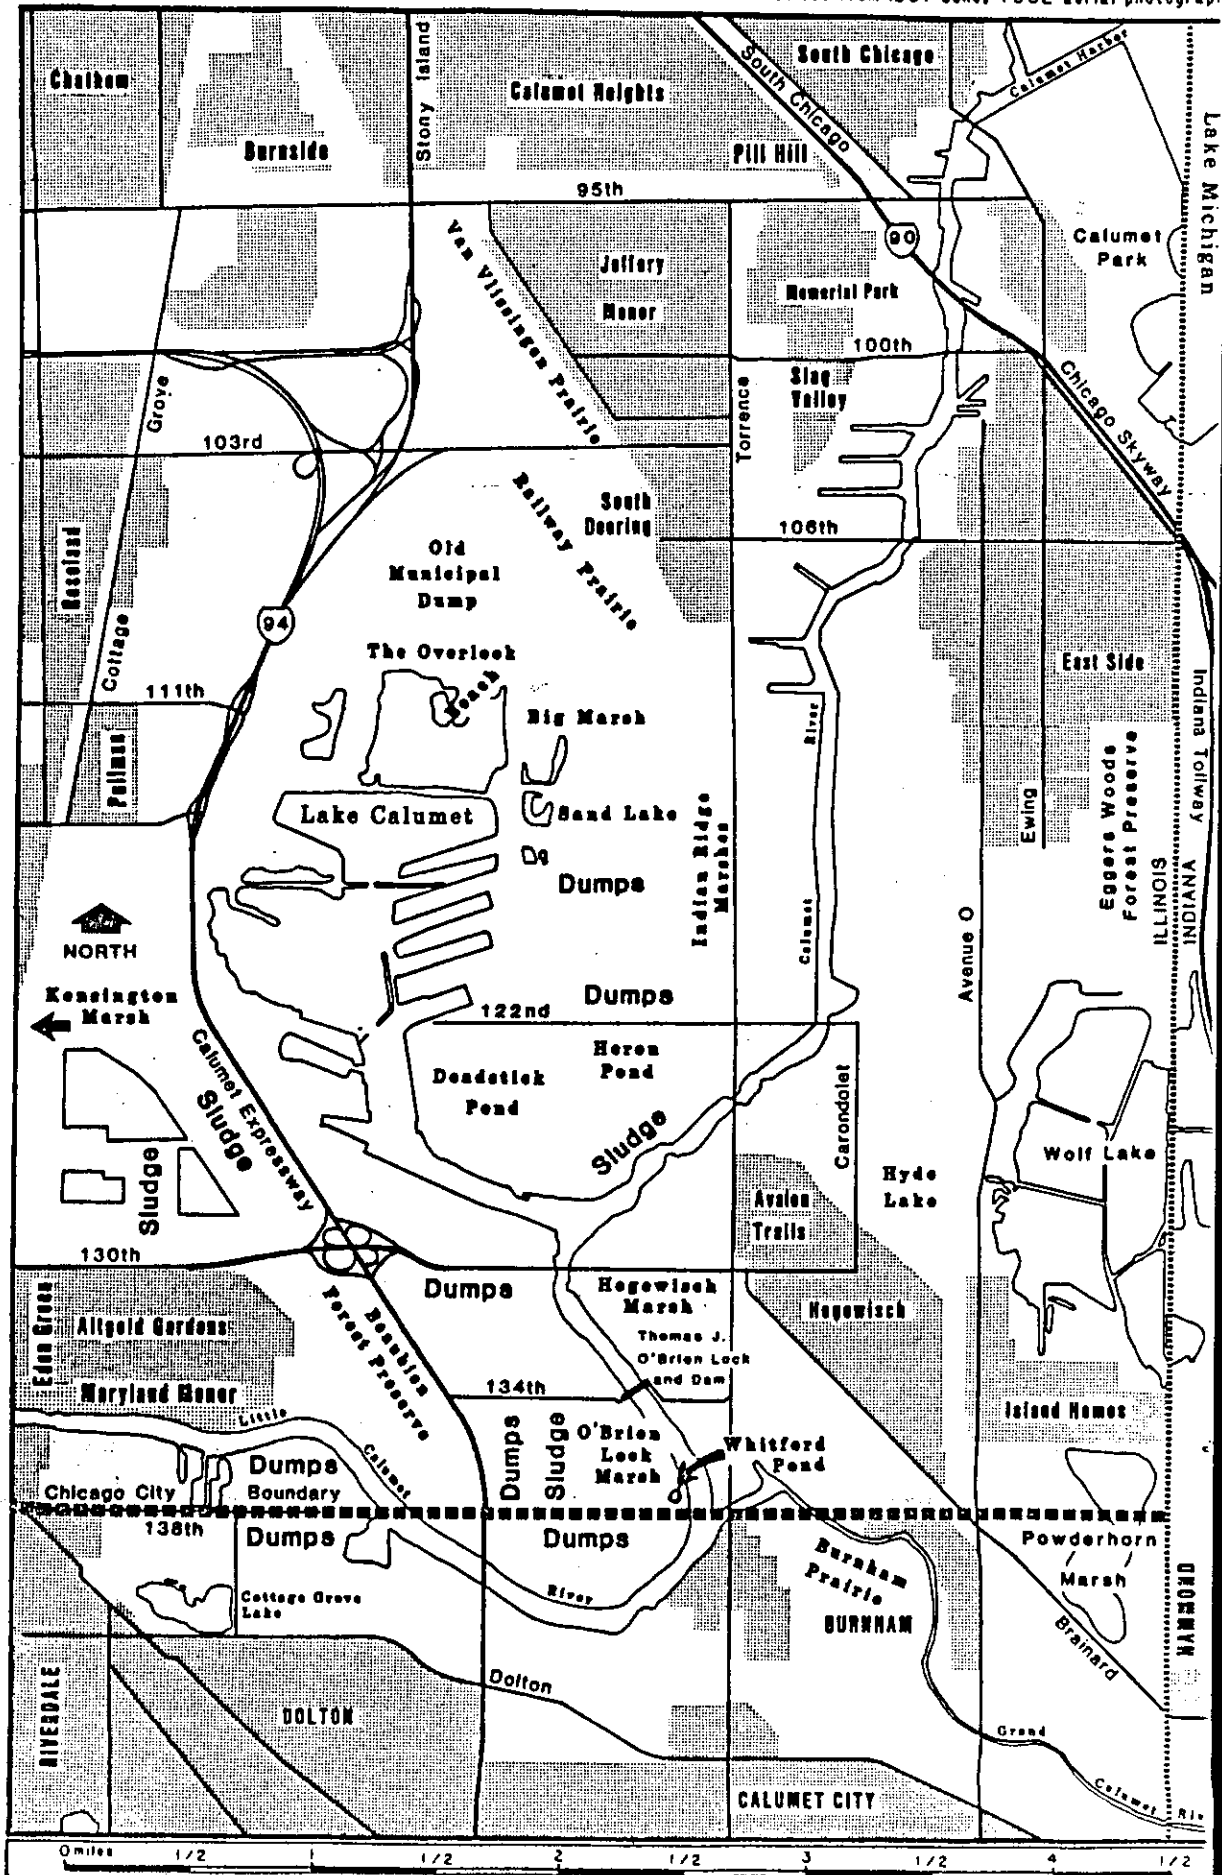 aerial photograph
Chatham
Burnside
Stony Island
Calumet Heights
South Chicago
South Chicago
Pill Hill
Calumet Harbor
Lake Michigan
95th
Van Vlissingen Prairie
Jeffery
Manor
90
Memorial Park
Calumet
Park
100th
Slag
Valley
Chicago Skyway
Torrence
Grove
Cottage
103rd
Railway Prairie
South
Deering
106th
Old
Municipal
Dump
Roseland
94
The Overlook
Beach
East Side
Indiana Tollway
111th
Big Marsh
River
Calumet
Pullman
Lake Calumet
Sand Lake
Indian Ridge
Marshes
Ewing
Eggers Woods
Forest Preserve
ILLINOIS
INDIANA
Dumps
Avenue O
NORTH
Kensington
Marsh
Dumps
122nd
Calumet Expressway
Sludge
Heron
Pond
Deadstick
Pond
Carondolet
Sludge
Wolf Lake
Sludge
Hyde
Lake
Avalon
Trails
130th
Dumps
Hegewisch
Marsh
Hegewisch
Eden Green
Altgeld Gardens
Beaubien
Forest Preserve
Thomas J.
O'Brien Lock
and Dam
134th
Maryland Manor
Island Homes
Little
Calumet
River
Dumps
Sludge
O'Brien
Lock
Marsh
Whitford
Pond
Dumps
Chicago City
Boundary
138th
Dumps
Dumps
Powderhorn
Marsh
Burnham
Prairie
BURNHAM
Cottage Grove
Lake
Brainard
HAMMOND
RIVERDALE
DOLTON
Dolton
Grand
Calumet Riv
CALUMET CITY
0 miles 1/2 1 1/2 2 1/2 3 1/2 4 1/2